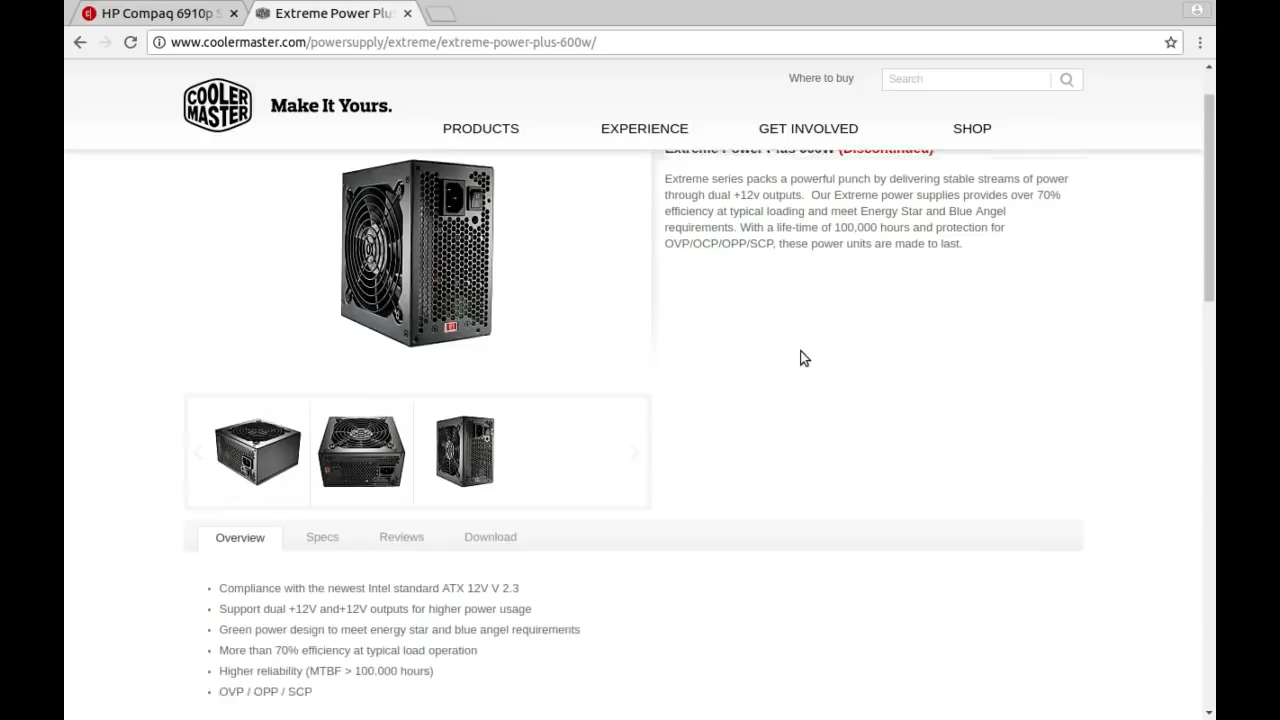 HP Compaq 6910p S
Extreme Power Plu
www.coolermaster.com/powersupply/extreme/extreme-power-plus-600w/
Where to buy
Search
COOLER
MASTER
Make It Yours.
PRODUCTS
EXPERIENCE
GET INVOLVED
SHOP
Extreme Power Plus 600W (Discontinued)
Extreme series packs a powerful punch by delivering stable streams of power
through dual +12v outputs. Our Extreme power supplies provides over 70%
efficiency at typical loading and meet Energy Star and Blue Angel
requirements. With a life-time of 100,000 hours and protection for
OVP/OCP/OPP/SCP, these power units are made to last.
Overview
Specs
Reviews
Download
• Compliance with the newest Intel standard ATX 12V V 2.3
• Support dual +12V and+12V outputs for higher power usage
• Green power design to meet energy star and blue angel requirements
• More than 70% efficiency at typical load operation
• Higher reliability (MTBF > 100.000 hours)
• OVP / OPP / SCP